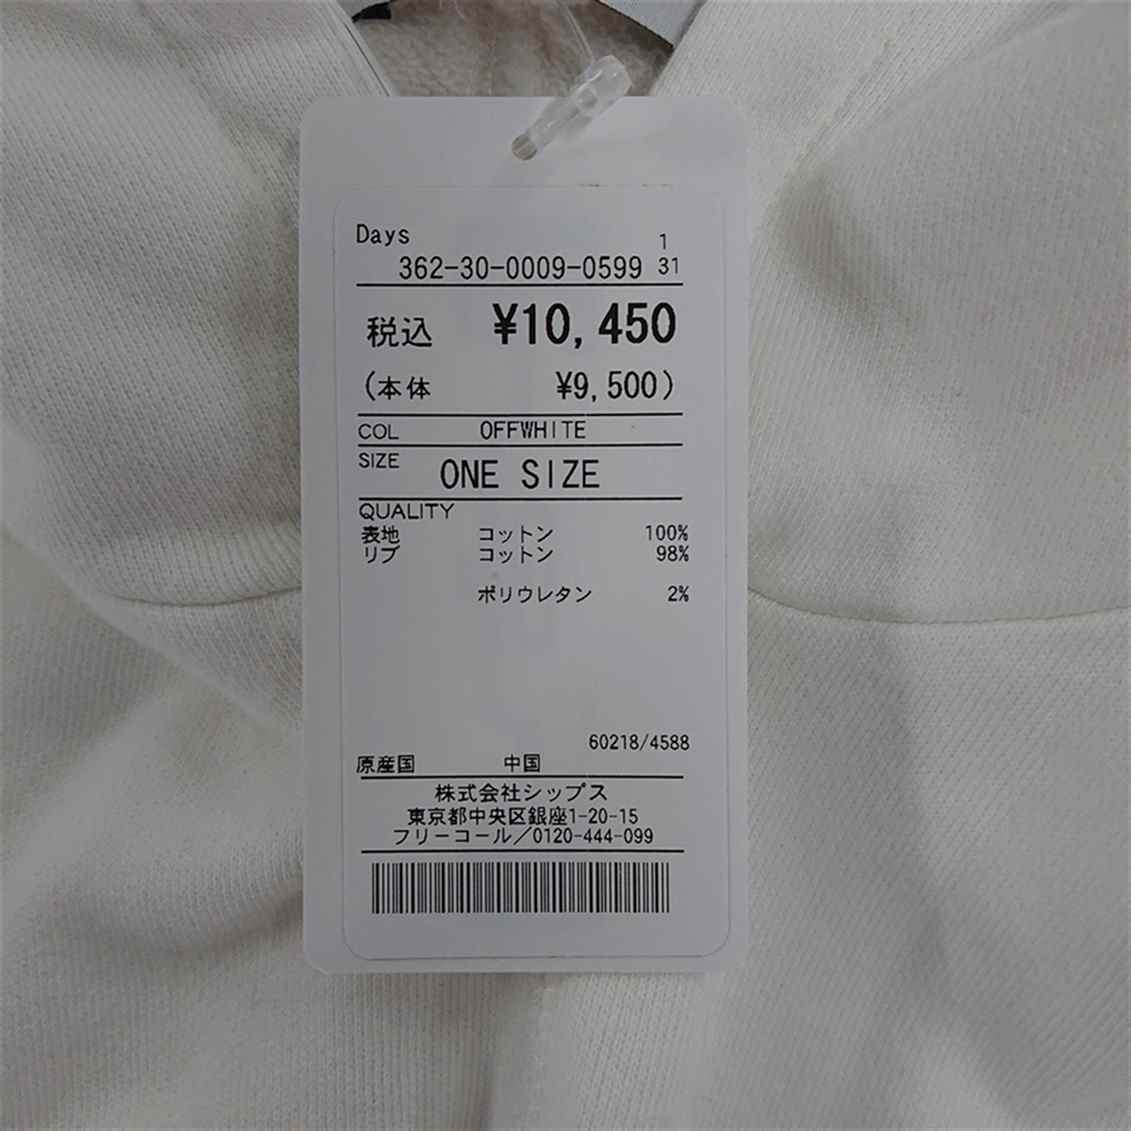 Days
1
362-30-0009-0599 31
税込 ¥10,450
(本体 ¥9,500)
COL OFFWHITE
SIZE ONE SIZE
QUALITY
表地 コットン 100%
リブ コットン 98%
ポリウレタン 2%
60218/4588
原産国 中国
株式会社シップス
東京都中央区銀座1-20-15
フリーコール／0120-444-099